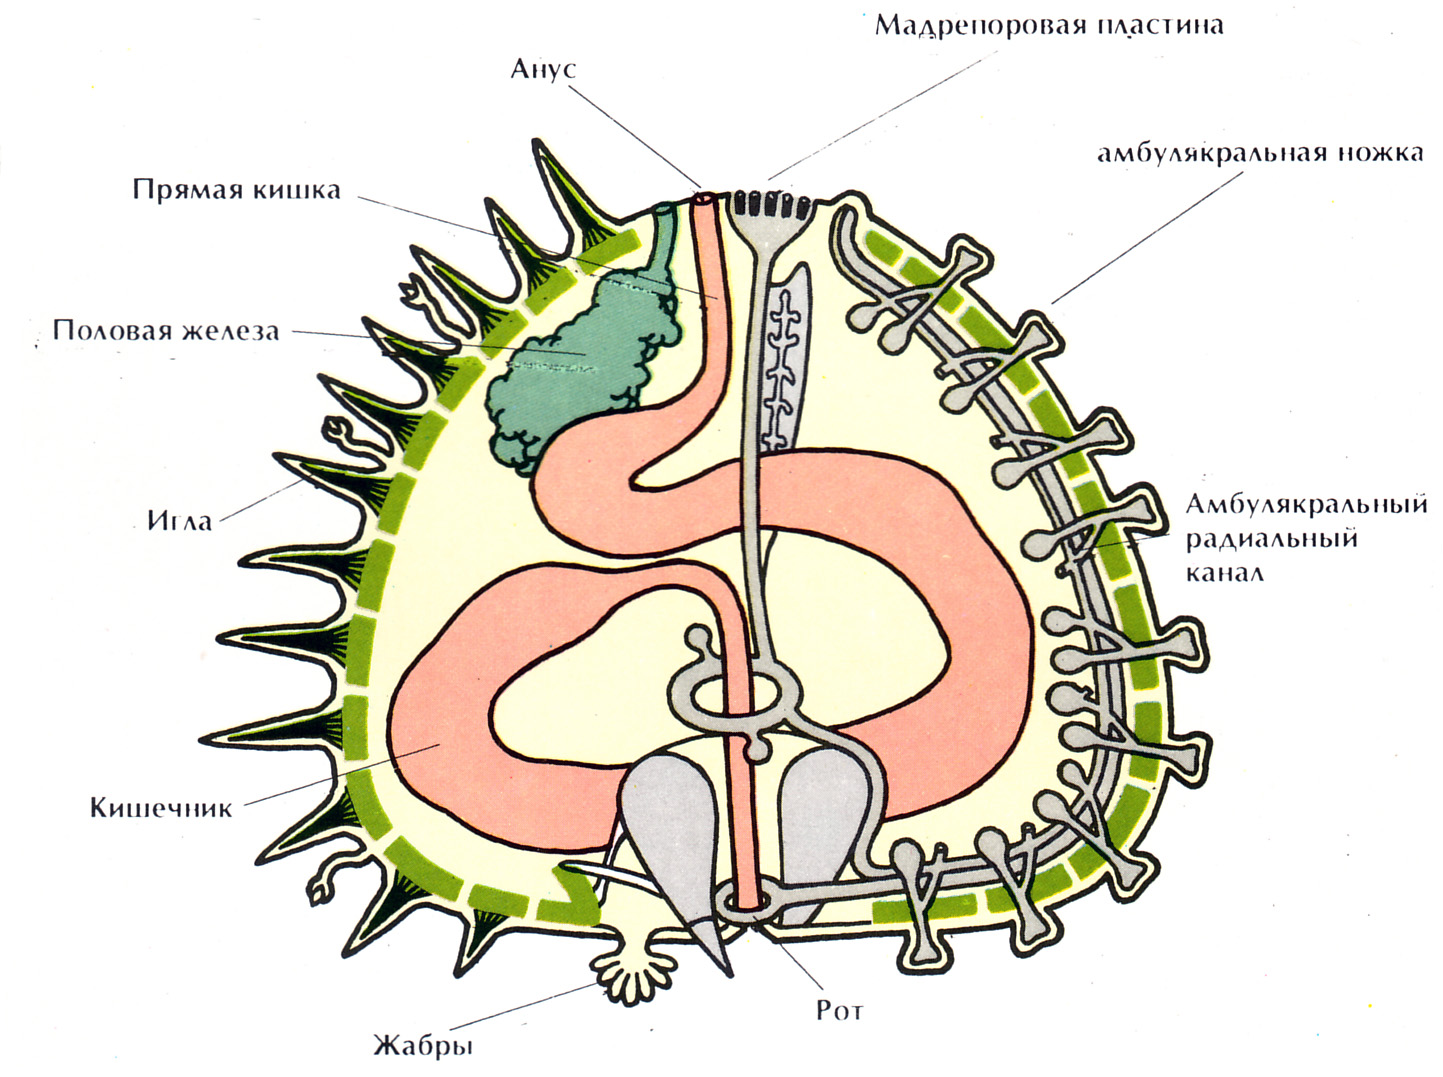 Мадрепоровая пластина
Анус
амбулякральная ножка
Прямая кишка
Половая железа
Игла
Амбулякральный
радиальный
канал
Кишечник
Рот
Жабры